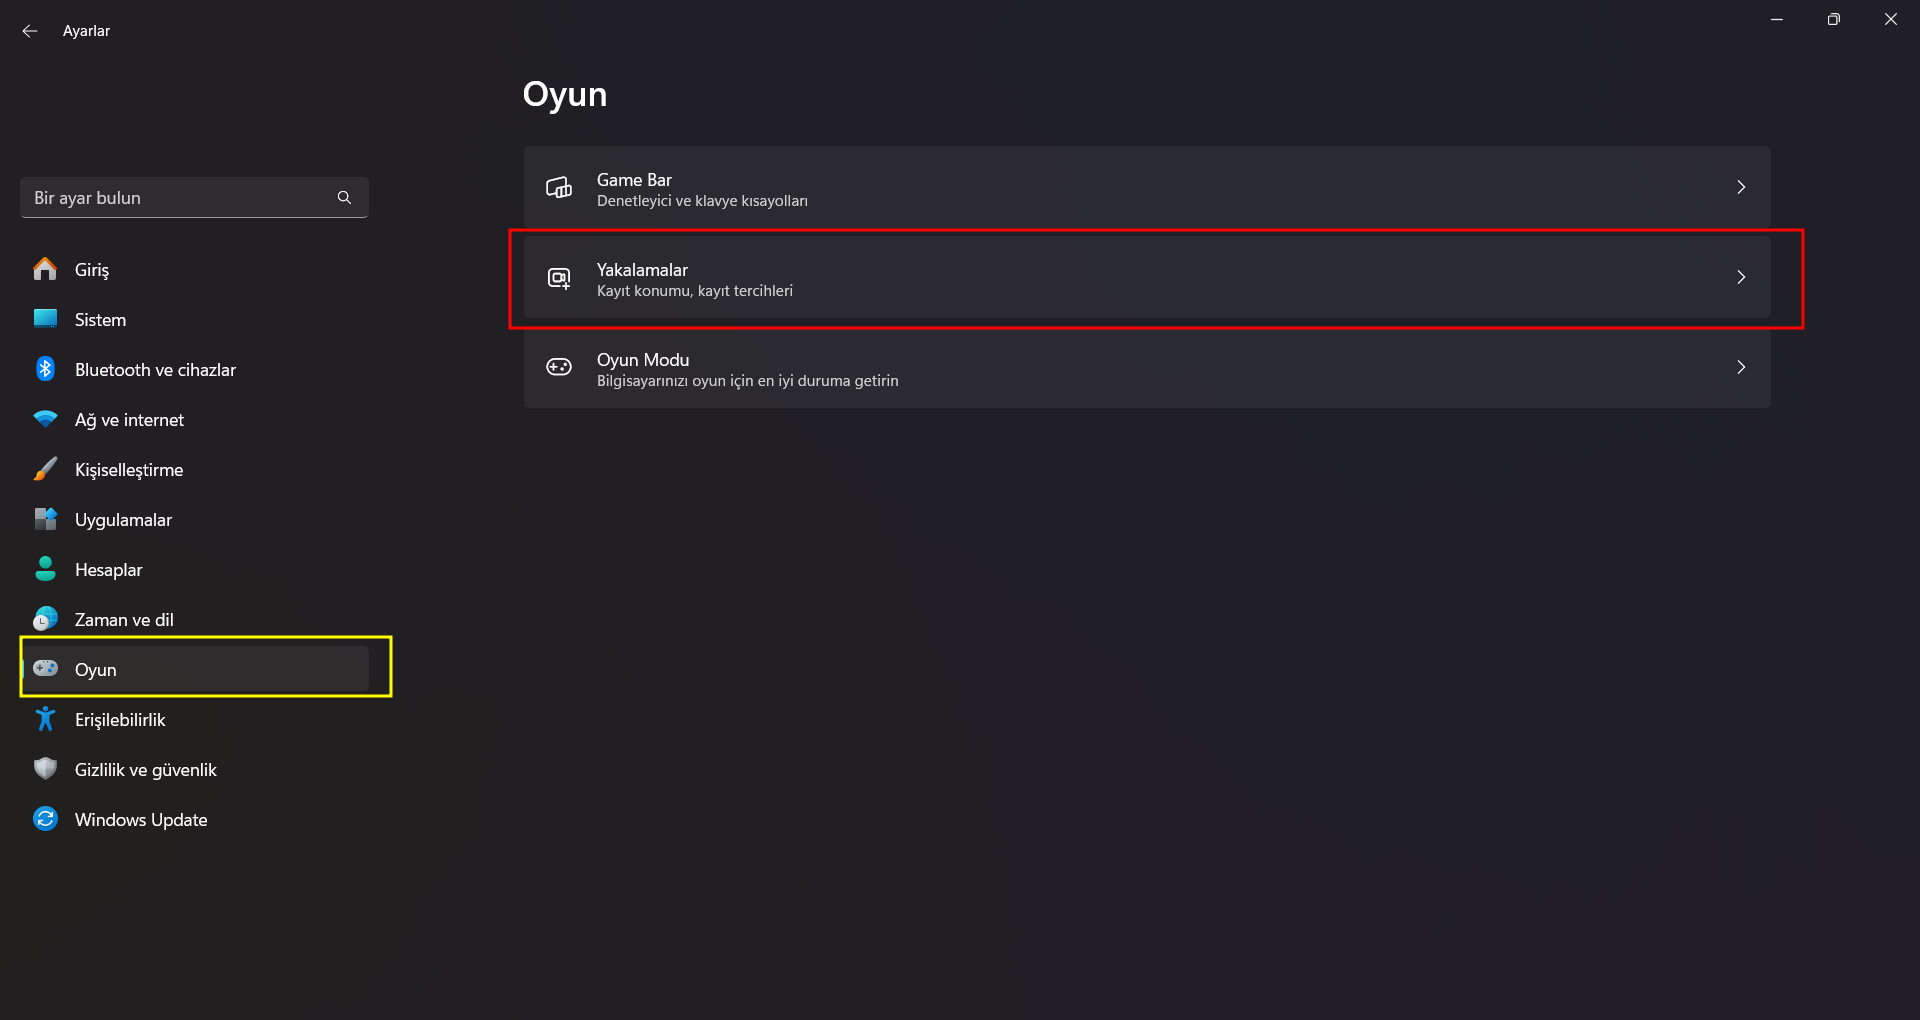 Ayarlar
Oyun
Bir ayar bulun
Giriş
Sistem
Bluetooth ve cihazlar
Ağ ve internet
Kişiselleştirme
Uygulamalar
Hesaplar
Zaman ve dil
Oyun
Erişilebilirlik
Gizlilik ve güvenlik
Windows Update
Game Bar
Denetleyici ve klavye kısayolları
Yakalamalar
Kayıt konumu, kayıt tercihleri
Oyun Modu
Bilgisayarınızı oyun için en iyi duruma getirin